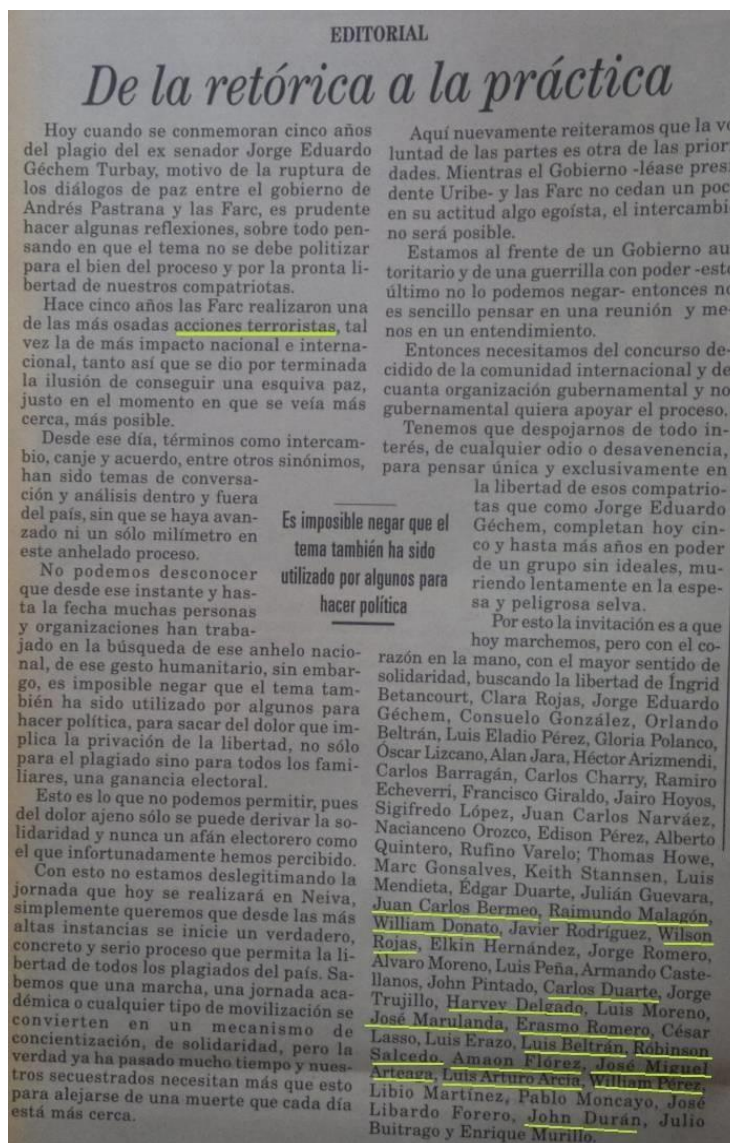 EDITORIAL
De la retórica a la práctica
Hoy cuando se conmemoran cinco años
del plagio del ex senador Jorge Eduardo
Géchem Turbay, motivo de la ruptura de
los diálogos de paz entre el gobierno de
Andrés Pastrana y las Farc, es prudente
hacer algunas reflexiones, sobre todo pen-
sando en que el tema no se debe politizar
para el bien del proceso y por la pronta li-
bertad de nuestros compatriotas.
Hace cinco años las Farc realizaron una
de las más osadas acciones terroristas, tal
vez la de más impacto nacional e interna-
cional, tanto así que se dio por terminada
la ilusión de conseguir una esquiva paz,
justo en el momento en que se veía más
cerca, más posible.
Desde ese día, términos como intercam-
bio, canje y acuerdo, entre otros sinónimos,
han sido temas de conversa-
ción y análisis dentro y fuera
del país, sin que se haya avan-
zado ni un sólo milímetro en
este anhelado proceso.
No podemos desconocer
que desde ese instante y has-
ta la fecha muchas personas
y organizaciones han traba-
jado en la búsqueda de ese anhelo nacio-
nal, de ese gesto humanitario, sin embar-
go, es imposible negar que el tema tam-
bién ha sido utilizado por algunos para
hacer política, para sacar del dolor que im-
plica la privación de la libertad, no sólo
para el plagiado sino para todos los fami-
liares, una ganancia electoral.
Esto es lo que no podemos permitir, pues
del dolor ajeno sólo se puede derivar la so-
lidaridad y nunca un afán electorero como
el que infortunadamente hemos percibido.
Con esto no estamos deslegitimando la
jornada que hoy se realizará en Neiva,
simplemente queremos que desde las más
altas instancias se inicie un verdadero,
concreto y serio proceso que permita la li-
bertad de todos los plagiados del país. Sa-
bemos que una marcha, una jornada aca-
démica o cualquier tipo de movilización se
convierten en un mecanismo de
concientización, de solidaridad, pero la
verdad ya ha pasado mucho tiempo y nues-
tros secuestrados necesitan más que esto
para alejarse de una muerte que cada día
está más cerca.
Es imposible negar que el
tema también ha sido
utilizado por algunos para
hacer política
Aquí nuevamente reiteramos que la vo
luntad de las partes es otra de las prior
dades. Mientras el Gobierno -léase presi
dente Uribe- y las Farc no cedan un poc
en su actitud algo egoísta, el intercambi
no será posible.
Estamos al frente de un Gobierno au
toritario y de una guerrilla con poder -este
último no lo podemos negar- entonces no
es sencillo pensar en una reunión y me-
nos en un entendimiento.
Entonces necesitamos del concurso de-
cidido de la comunidad internacional y de
cuanta organización gubernamental y no
gubernamental quiera apoyar el proceso.
Tenemos que despojarnos de todo in-
terés, de cualquier odio o desavenencia,
para pensar única y exclusivamente en
la libertad de esos compatrio-
tas que como Jorge Eduardo
Géchem, completan hoy cin-
co y hasta más años en poder
de un grupo sin ideales, mu-
riendo lentamente en la espe-
sa y peligrosa selva.
Por esto la invitación es a que
hoy marchemos, pero con el co-
razón en la mano, con el mayor sentido de
solidaridad, buscando la libertad de Íngrid
Betancourt, Clara Rojas, Jorge Eduardo
Géchem, Consuelo González, Orlando
Beltrán, Luis Eladio Pérez, Gloria Polanco,
Óscar Lizcano, Alan Jara, Héctor Arizmendi,
Carlos Barragán, Carlos Charry, Ramiro
Echeverri, Francisco Giraldo, Jairo Hoyos,
Sigifredo López, Juan Carlos Narváez,
Nacianceno Orozco, Edison Pérez, Alberto
Quintero, Rufino Varelo; Thomas Howe,
Marc Gonsalves, Keith Stannsen, Luis
Mendieta, Édgar Duarte, Julián Guevara,
Juan Carlos Bermeo, Raimundo Malagón,
William Donato, Javier Rodríguez, Wilson
Rojas, Elkin Hernández, Jorge Romero,
Álvaro Moreno, Luis Peña, Armando Caste-
llanos, John Pintado, Carlos Duarte, Jorge
Trujillo, Harvey Delgado, Luis Moreno,
José Marulanda, Erasmo Romero, César
Lasso, Luis Erazo, Luis Beltrán, Róbinson
Salcedo, Amaon Flórez, José Miguel
Arteaga, Luis Arturo Arcia, William Pérez,
Libio Martínez, Pablo Moncayo, José
Libardo Forero, John Durán, Julio
Buitrago y Enrique Murillo.